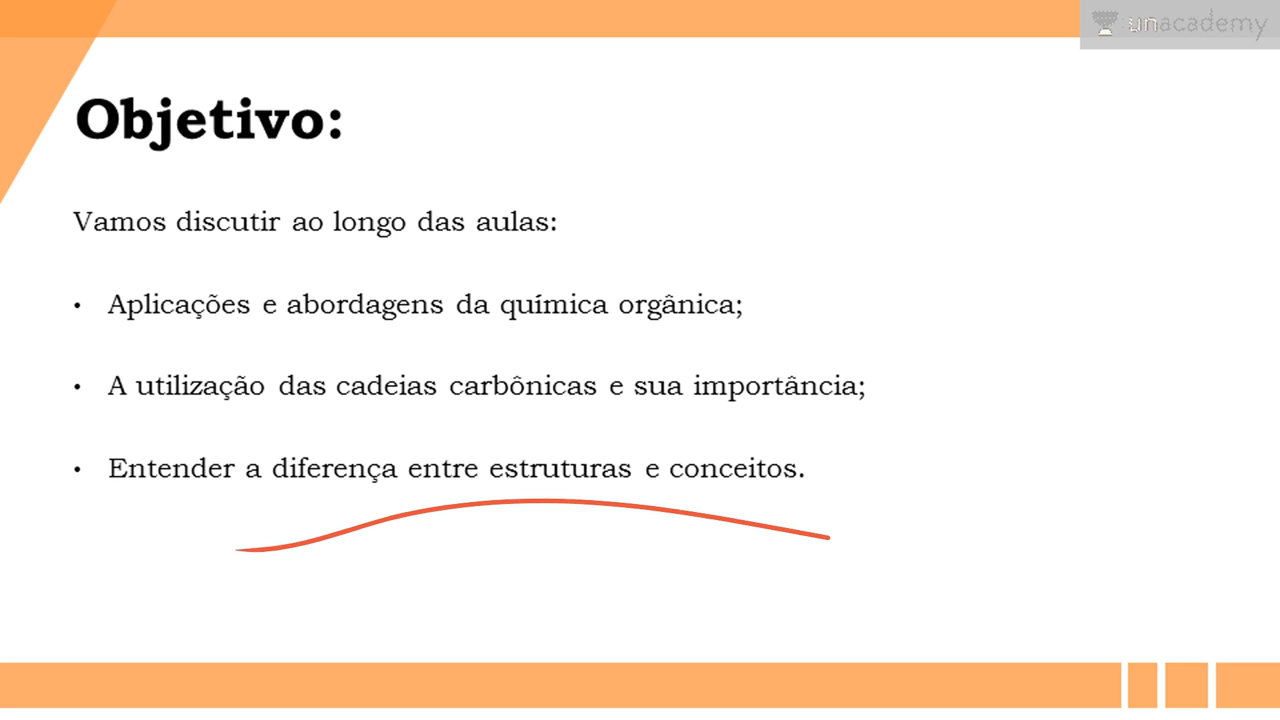 unacademy
Objetivo:
Vamos discutir ao longo das aulas:
• Aplicações e abordagens da química orgânica;
• A utilização das cadeias carbônicas e sua importância;
• Entender a diferença entre estruturas e conceitos.